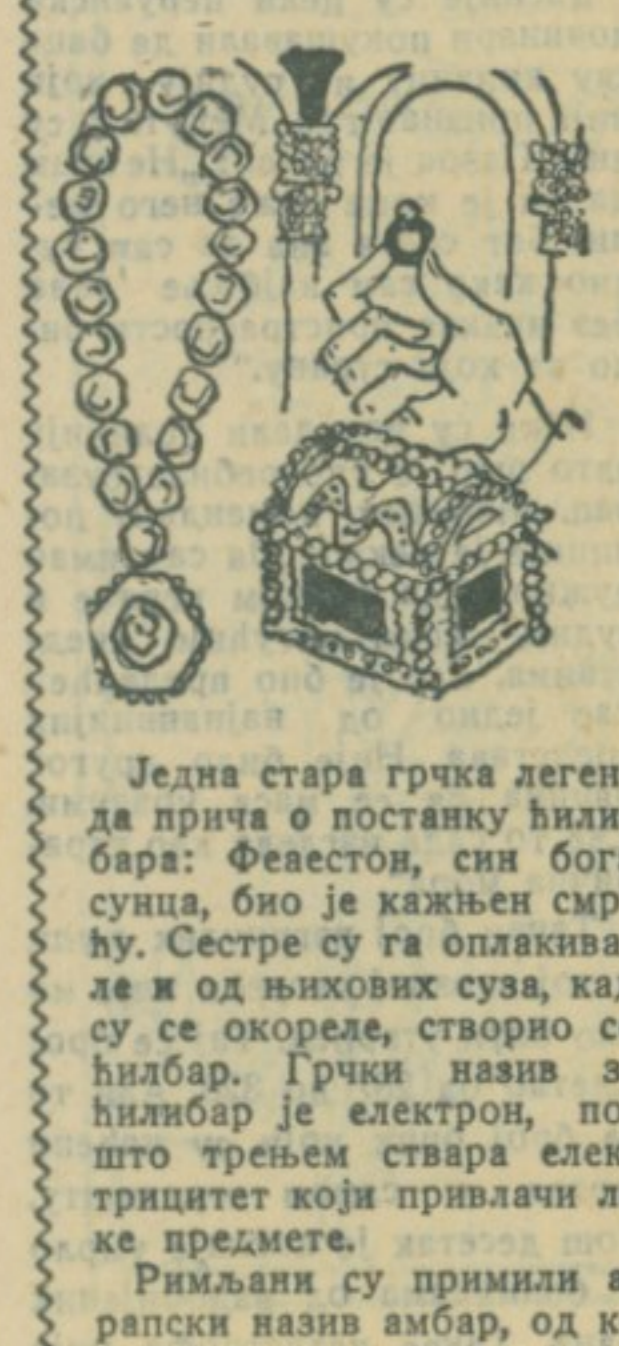 Једна стара грчка леген
да прича о постанку ћили
бара: Феаестон, син бог
сунца, био је кажњен смр
ћу. Сестре су га оплакива
ле и од њихових суза, кад
су се окореле, створио с
ћилбар. Грчки назив з
ћилибар је електрон, по
што трењем ствара елек
трицитет који привлачи л
ке предмете.
Римљани су примили а
рапски назив амбар, од к